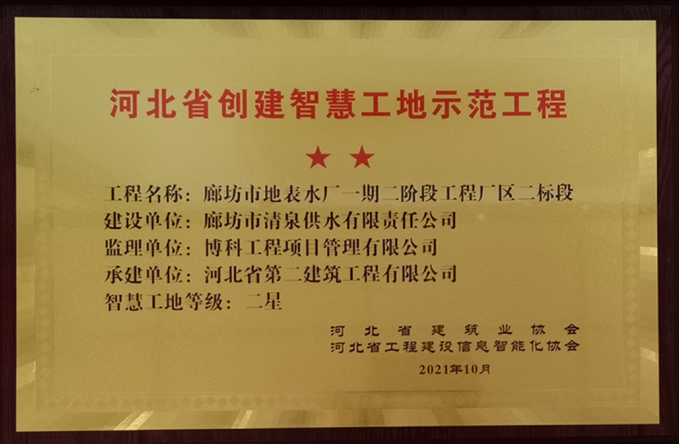 河北省创建智慧工地示范工程
★ ★
工程名称：廊坊市地表水厂一期二阶段工程厂区二标段
建设单位：廊坊市清泉供水有限责任公司
监理单位：博科工程项目管理有限公司
承建单位：河北省第二建筑工程有限公司
智慧工地等级：二星
河北省建筑业协会
河北省工程建设信息智能化协会
2021年10月